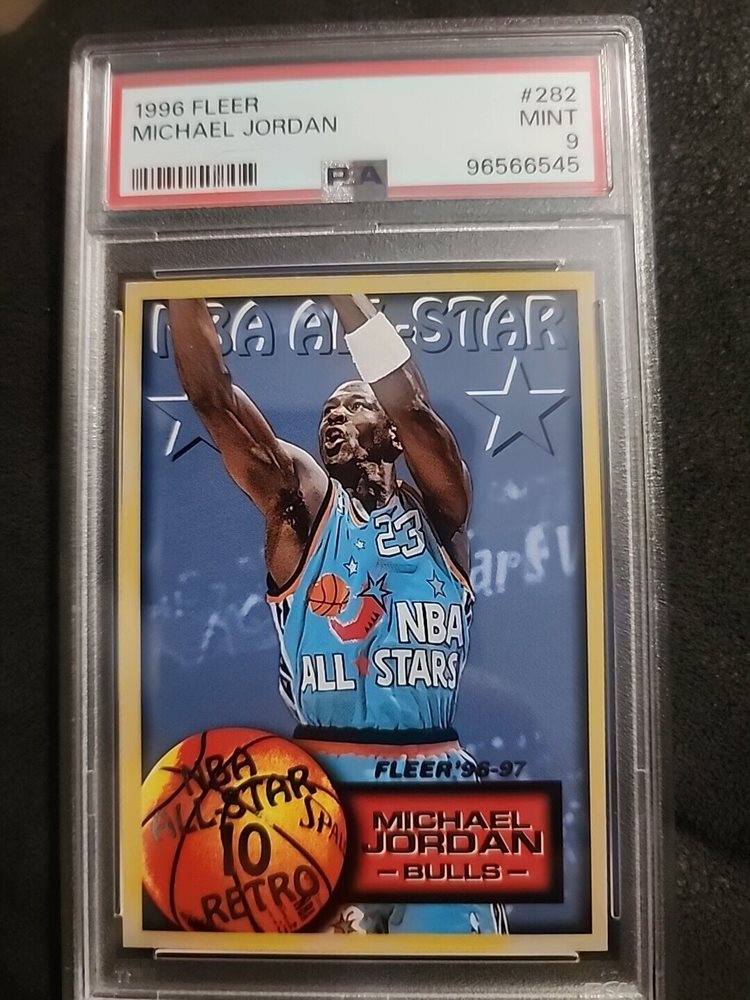 1996 FLEER
MICHAEL JORDAN
#282
MINT
9
96566545
PSA
NBA ALL-STAR
23
NBA
ALL STARS
FLEER '96-97
NBA
ALL-STAR
10
RETRO
MICHAEL
JORDAN
- BULLS -